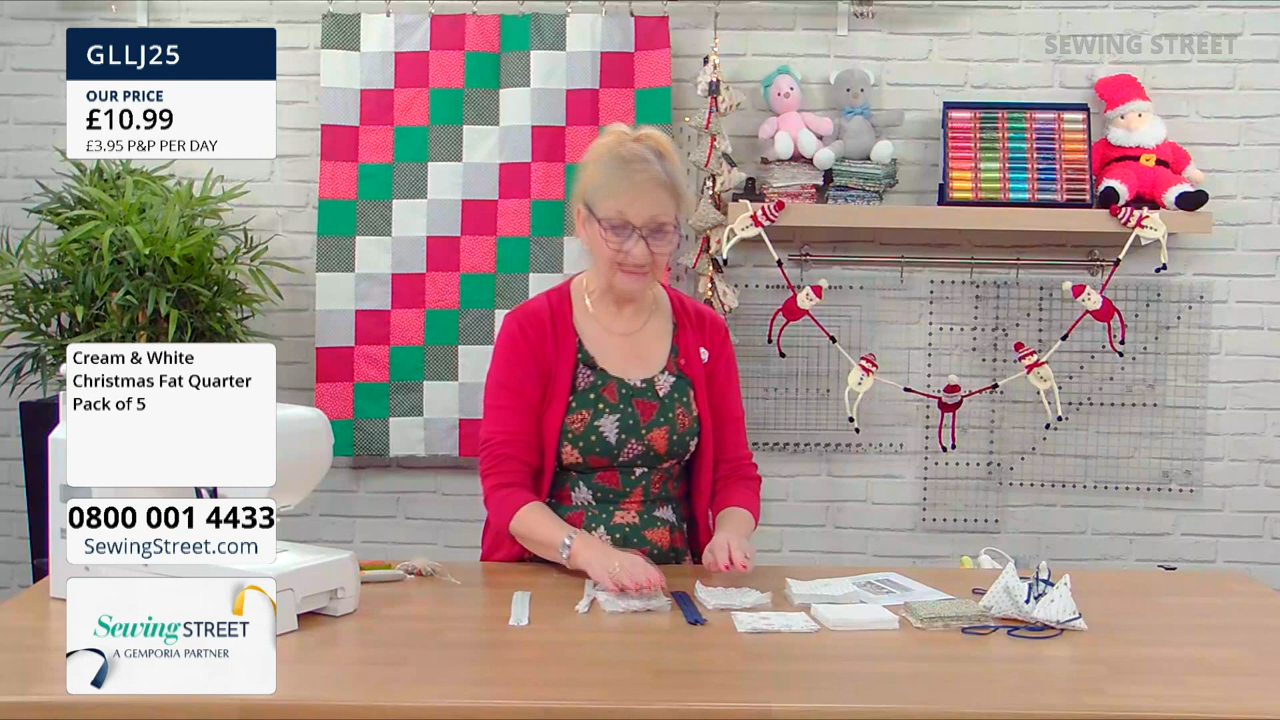 GLLJ25
OUR PRICE
£10.99
£3.95 P&P PER DAY
SEWING STREET
Cream & White
Christmas Fat Quarter
Pack of 5
0800 001 4433
SewingStreet.com
Sewing STREET
A GEMPORIA PARTNER